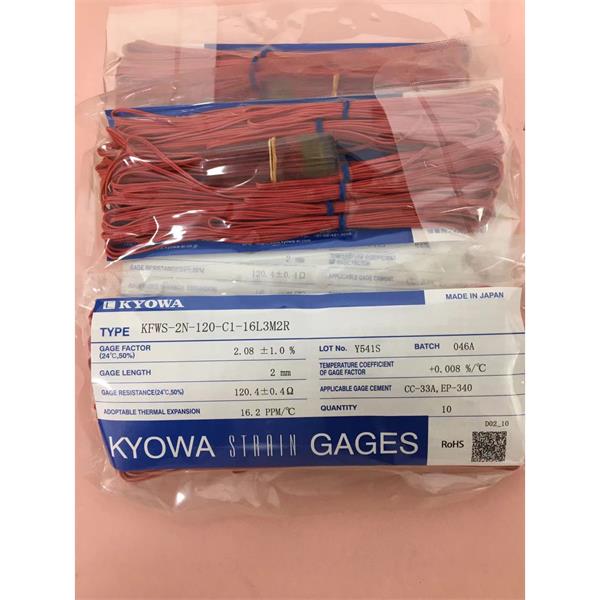 2 mm
120.4±0.4Ω
APPLICABLE GAGE CEMENT
KYOWA
MADE IN JAPAN
TYPE KFWS-2N-120-C1-16L3M2R
GAGE FACTOR (24℃,50%) 2.08 ±1.0 %
LOT No. Y541S BATCH 046A
GAGE LENGTH 2 mm
TEMPERATURE COEFFICIENT OF GAGE FACTOR +0.008 %/℃
GAGE RESISTANCE(24℃,50%) 120.4±0.4Ω
APPLICABLE GAGE CEMENT CC-33A,EP-340
ADOPTABLE THERMAL EXPANSION 16.2 PPM/℃
QUANTITY 10
D02_10
KYOWA STRAIN GAGES
RoHS